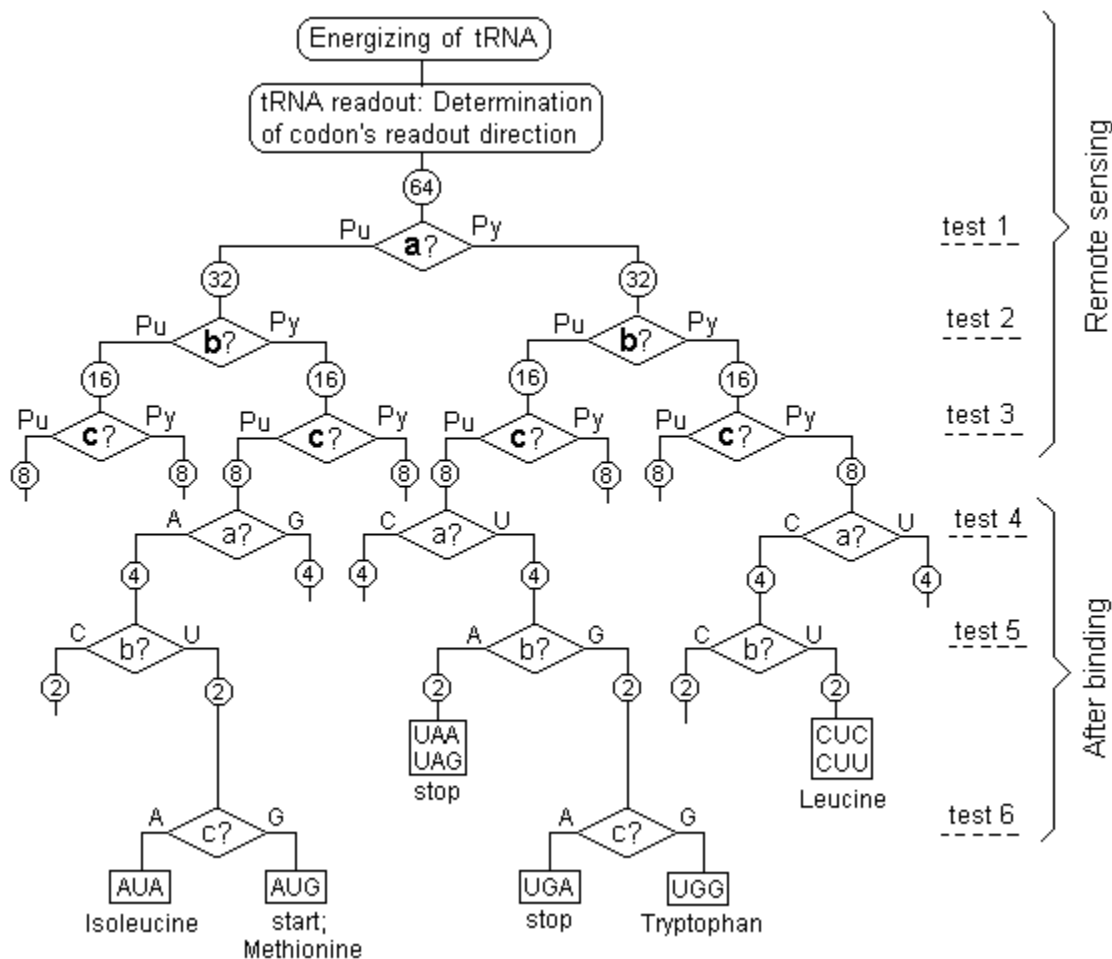 Energizing of tRNA
tRNA readout: Determination
of codon's readout direction
64
Pu a? Py test 1
32 32
Pu b? Py Pu b? Py test 2
16 16 16 16
Pu c? Py Pu c? Py Pu c? Py Pu c? Py test 3
8 8 8 8 8 8 8 8
Remote sensing
A a? G C a? U C a? U test 4
4 4 4 4 4 4
C b? U A b? G C b? U test 5
2 2 2 2 2 2
UAA
UAG
stop
CUC
CUU
Leucine
A c? G A c? G test 6
After binding
AUA AUG UGA UGG
Isoleucine start; stop Tryptophan
Methionine